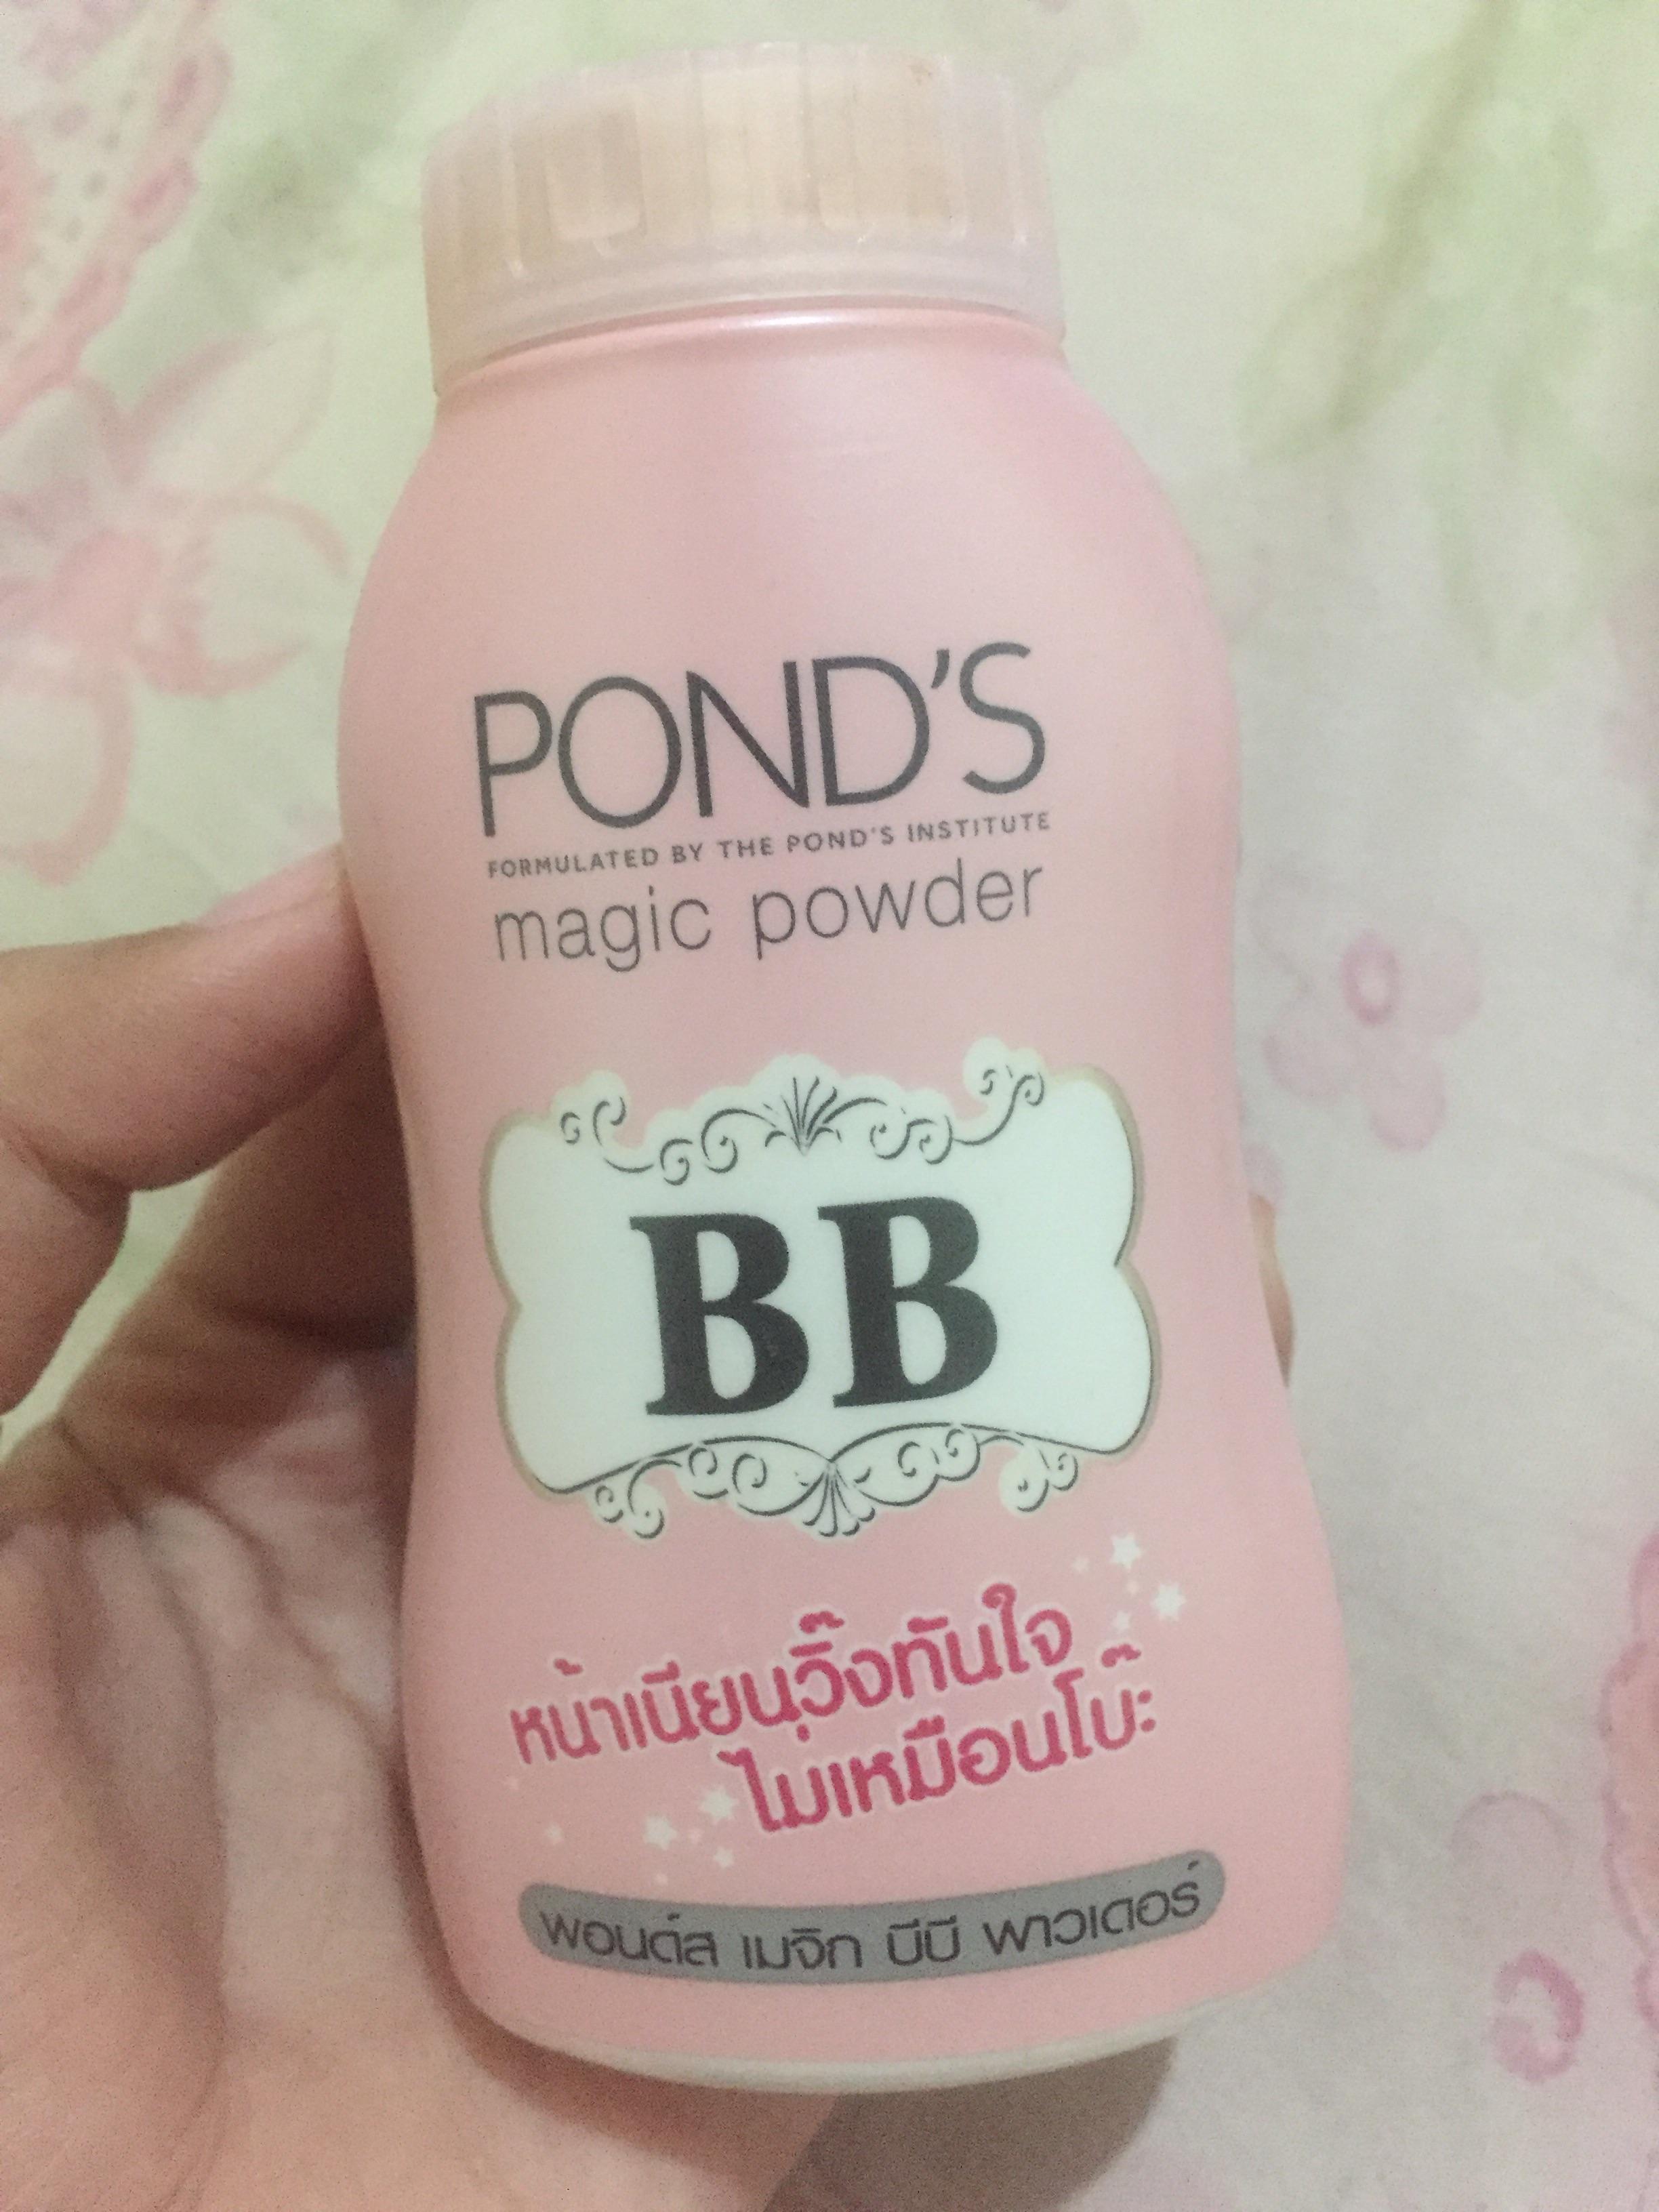 POND'S
FORMULATED BY THE POND'S INSTITUTE
magic powder
BB
หน้าเนียนวิ๊งทันใจ
ไม่เหมือนโบ๊ะ
พอนด์ส เมจิก บีบี พาวเดอร์